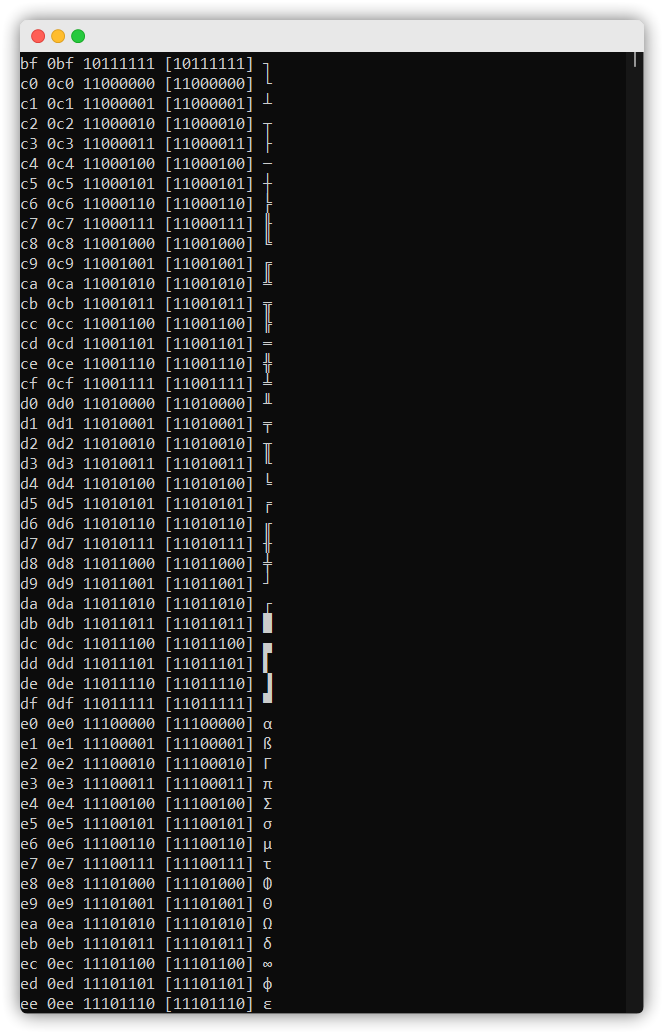 bf 0bf 10111111 [10111111] ┐
c0 0c0 11000000 [11000000] └
c1 0c1 11000001 [11000001] ┴
c2 0c2 11000010 [11000010] ┬
c3 0c3 11000011 [11000011] ├
c4 0c4 11000100 [11000100] ─
c5 0c5 11000101 [11000101] ┼
c6 0c6 11000110 [11000110] ╞
c7 0c7 11000111 [11000111] ╟
c8 0c8 11001000 [11001000] ╚
c9 0c9 11001001 [11001001] ╔
ca 0ca 11001010 [11001010] ╩
cb 0cb 11001011 [11001011] ╦
cc 0cc 11001100 [11001100] ╠
cd 0cd 11001101 [11001101] ═
ce 0ce 11001110 [11001110] ╬
cf 0cf 11001111 [11001111] ╧
d0 0d0 11010000 [11010000] ╨
d1 0d1 11010001 [11010001] ╤
d2 0d2 11010010 [11010010] ╥
d3 0d3 11010011 [11010011] ╙
d4 0d4 11010100 [11010100] ╘
d5 0d5 11010101 [11010101] ╒
d6 0d6 11010110 [11010110] ╓
d7 0d7 11010111 [11010111] ╫
d8 0d8 11011000 [11011000] ╪
d9 0d9 11011001 [11011001] ┘
da 0da 11011010 [11011010] ┌
db 0db 11011011 [11011011] █
dc 0dc 11011100 [11011100] ▄
dd 0dd 11011101 [11011101] ▌
de 0de 11011110 [11011110] ▐
df 0df 11011111 [11011111] ▀
e0 0e0 11100000 [11100000] α
e1 0e1 11100001 [11100001] ß
e2 0e2 11100010 [11100010] Γ
e3 0e3 11100011 [11100011] π
e4 0e4 11100100 [11100100] Σ
e5 0e5 11100101 [11100101] σ
e6 0e6 11100110 [11100110] µ
e7 0e7 11100111 [11100111] τ
e8 0e8 11101000 [11101000] Φ
e9 0e9 11101001 [11101001] Θ
ea 0ea 11101010 [11101010] Ω
eb 0eb 11101011 [11101011] δ
ec 0ec 11101100 [11101100] ∞
ed 0ed 11101101 [11101101] φ
ee 0ee 11101110 [11101110] ε